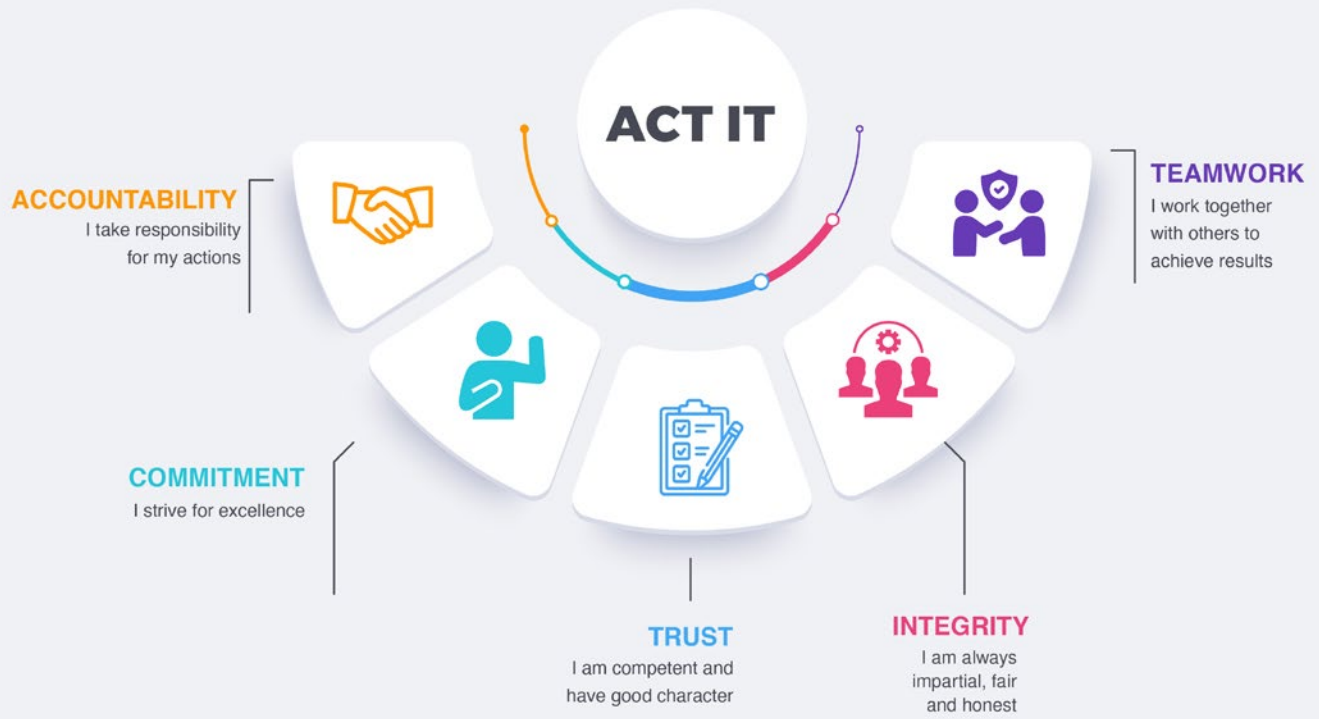 ACT IT
ACCOUNTABILITY
I take responsibility
for my actions
COMMITMENT
I strive for excellence
TRUST
I am competent and
have good character
INTEGRITY
I am always
impartial, fair
and honest
TEAMWORK
I work together
with others to
achieve results